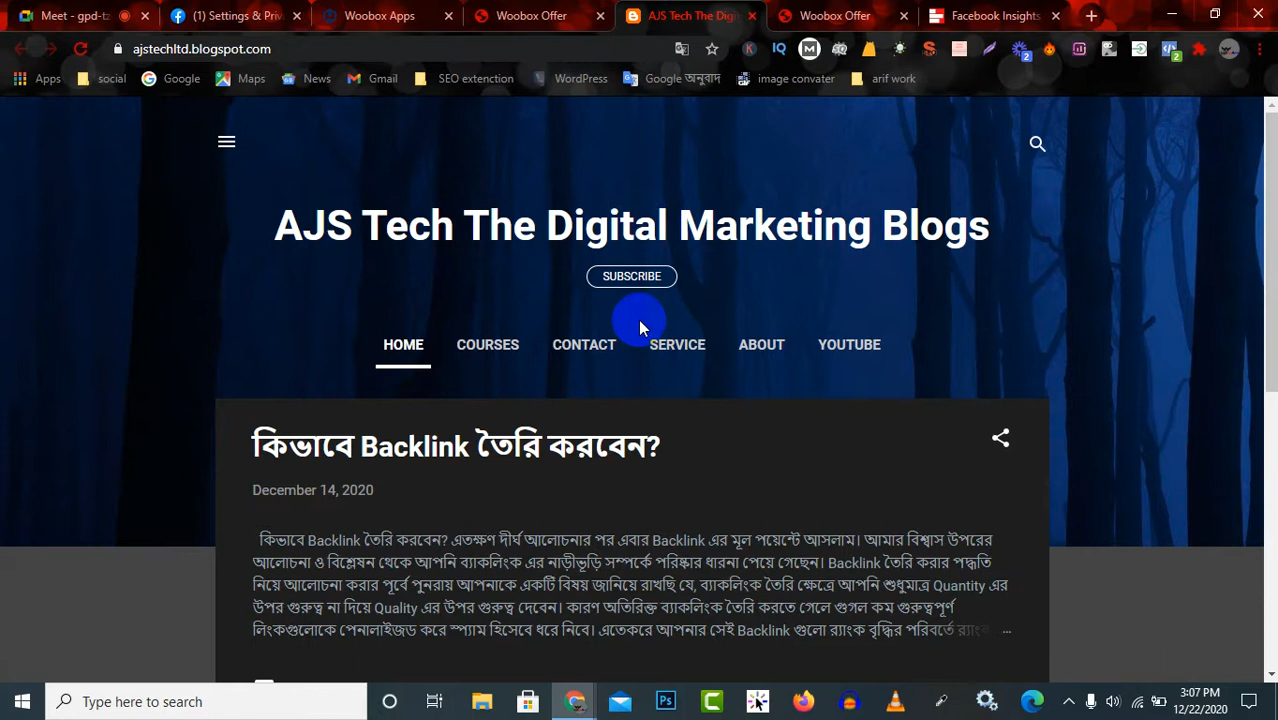 Meet - gpd-tz
(1) Settings & Priv
Woobox Apps
Woobox Offer
AJS Tech The Digi
Woobox Offer
Facebook Insights
ajstechltd.blogspot.com
Apps
social
Google
Maps
News
Gmail
SEO extenction
WordPress
Google অনুবাদ
image convater
arif work
AJS Tech The Digital Marketing Blogs
SUBSCRIBE
HOME
COURSES
CONTACT
SERVICE
ABOUT
YOUTUBE
কিভাবে Backlink তৈরি করবেন?
December 14, 2020
কিভাবে Backlink তৈরি করবেন? এতক্ষণ দীর্ঘ আলোচনার পর এবার Backlink এর মূল পয়েন্টে আসলাম। আমার বিশ্বাস উপরের
আলোচনা ও বিশ্লেষন থেকে আপনি ব্যাকলিংক এর নাড়ীভূড়ি সম্পর্কে পরিষ্কার ধারনা পেয়ে গেছেন। Backlink তৈরি করার পদ্ধতি
নিয়ে আলোচনা করার পূর্বে পুনরায় আপনাকে একটি বিষয় জানিয়ে রাখছি যে, ব্যাকলিংক তৈরি ক্ষেত্রে আপনি শুধুমাত্র Quantity এর
উপর গুরুত্ব না দিয়ে Quality এর উপর গুরুত্ব দেবেন। কারণ অতিরিক্ত ব্যাকলিংক তৈরি করতে গেলে গুগল কম গুরুত্বপূর্ণ
লিংকগুলোকে পেনালাইজড করে স্প্যাম হিসেবে ধরে নিবে। এতেকরে আপনার সেই Backlink গুলো র‍্যাংক বৃদ্ধির পরিবর্তে র‍্যাংক ...
Type here to search
3:07 PM
12/22/2020